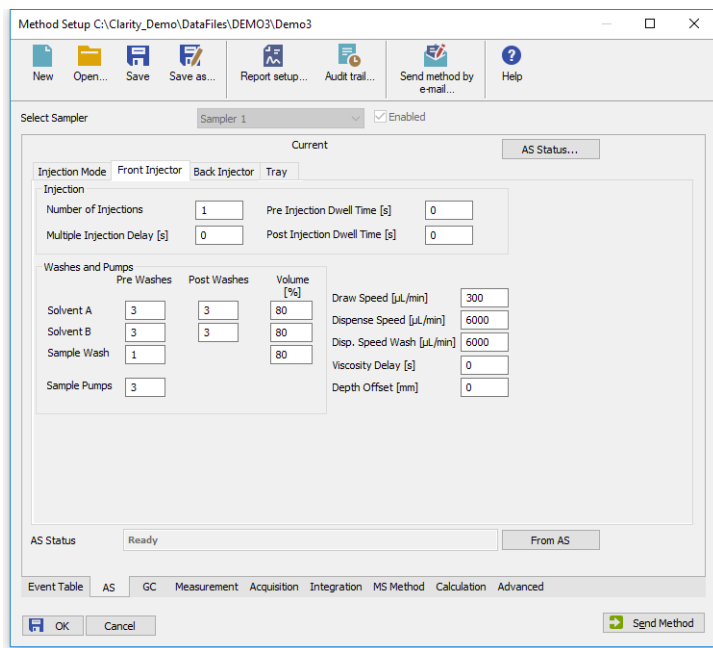 Method Setup C:\Clarity_Demo\DataFiles\DEMO3\Demo3
New Open... Save Save as... Report setup... Audit trail... Send method by e-mail... Help
Select Sampler Sampler 1 Enabled
Current AS Status...
Injection Mode Front Injector Back Injector Tray
Injection
Number of Injections 1 Pre Injection Dwell Time [s] 0
Multiple Injection Delay [s] 0 Post Injection Dwell Time [s] 0
Washes and Pumps
Pre Washes Post Washes Volume [%]
Solvent A 3 3 80
Solvent B 3 3 80
Sample Wash 1 80
Sample Pumps 3
Draw Speed [µL/min] 300
Dispense Speed [µL/min] 6000
Disp. Speed Wash [µL/min] 6000
Viscosity Delay [s] 0
Depth Offset [mm] 0
AS Status Ready From AS
Event Table AS GC Measurement Acquisition Integration MS Method Calculation Advanced
OK Cancel Send Method